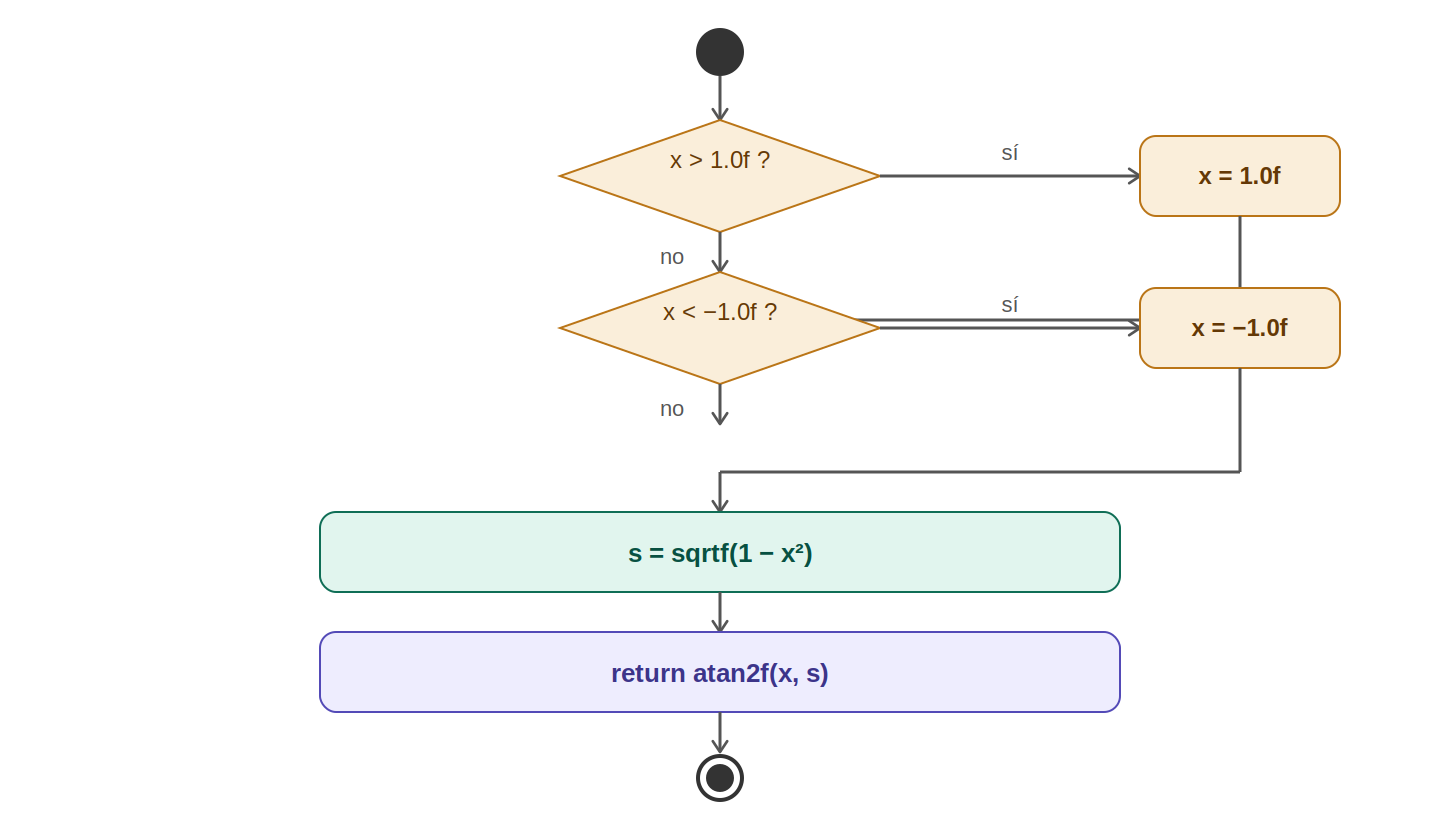 x > 1.0f ?
sí
x = 1.0f
no
x < −1.0f ?
sí
x = −1.0f
no
s = sqrtf(1 − x²)
return atan2f(x, s)